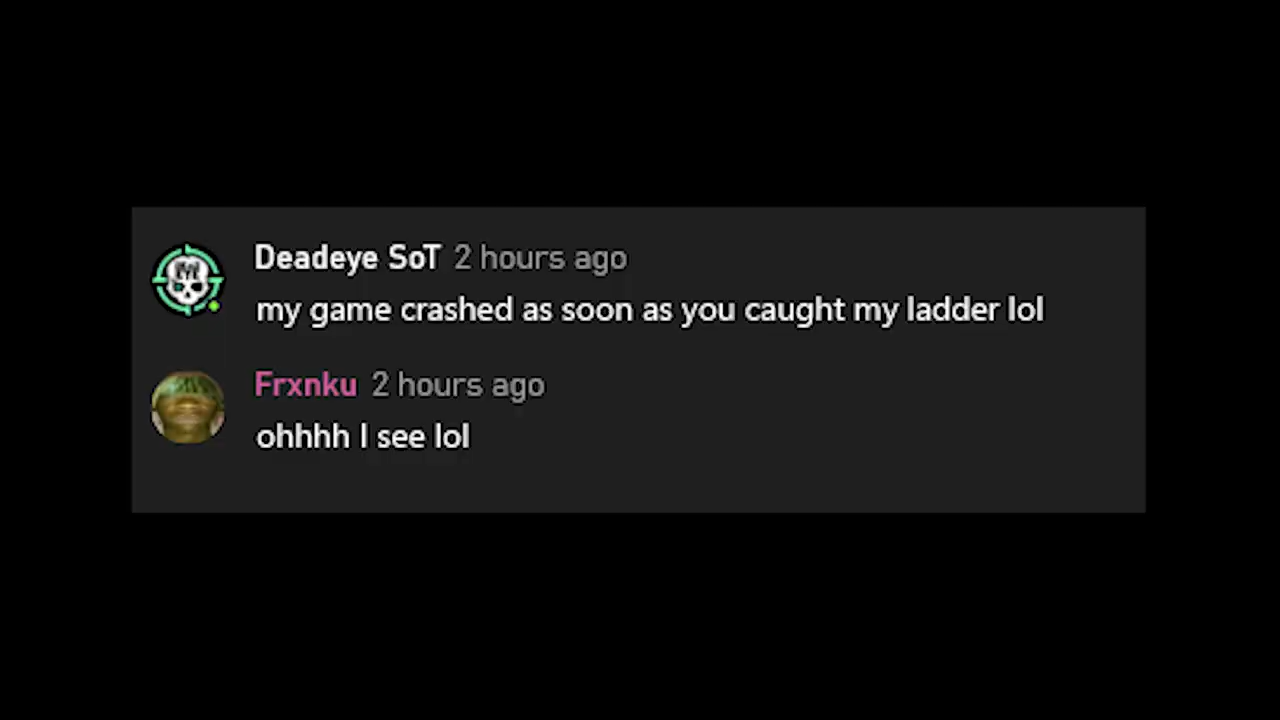 Deadeye SoT 2 hours ago
my game crashed as soon as you caught my ladder lol
Frxnku 2 hours ago
ohhhh I see lol